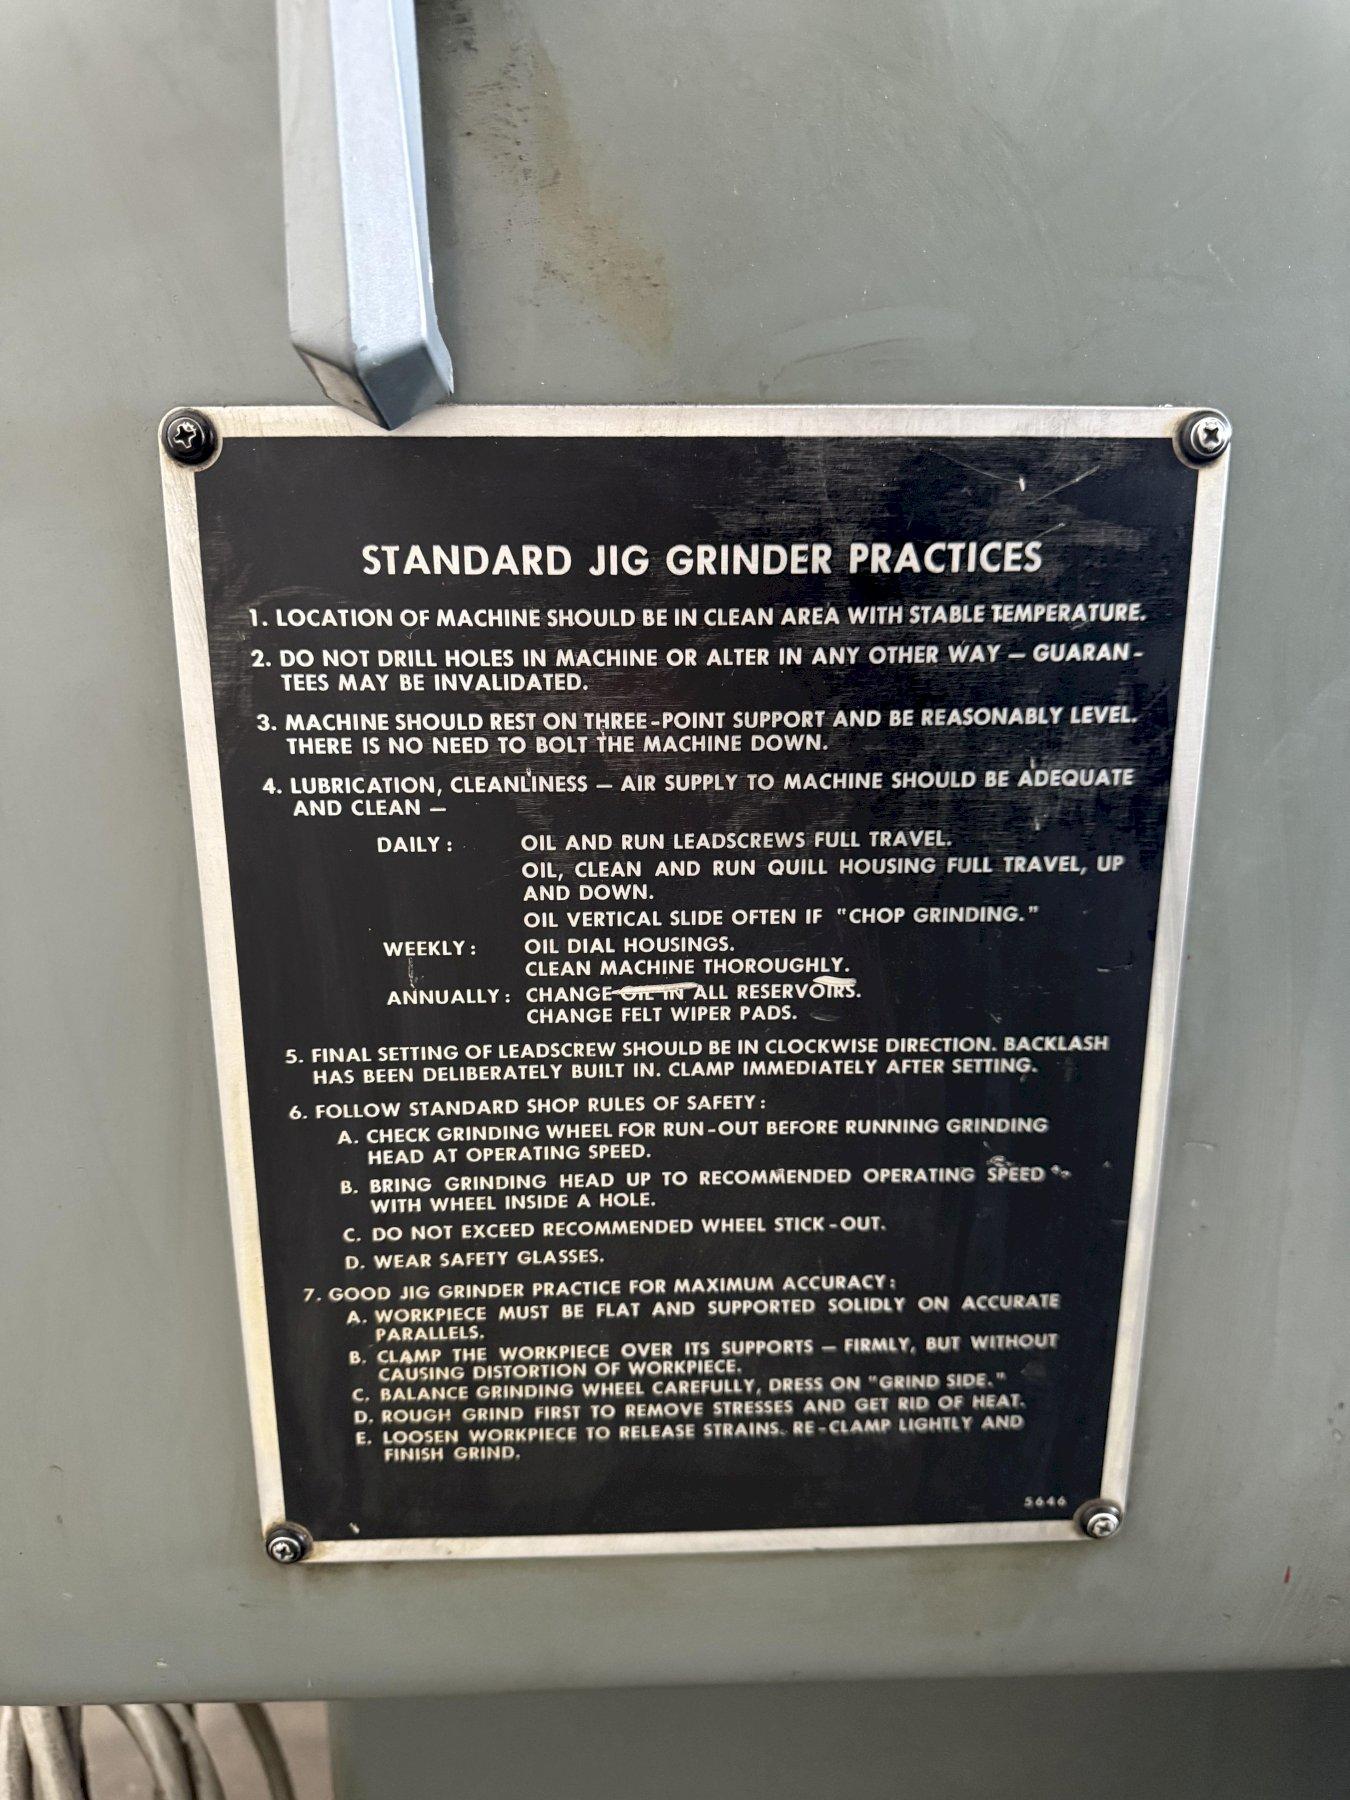 STANDARD JIG GRINDER PRACTICES
1. LOCATION OF MACHINE SHOULD BE IN CLEAN AREA WITH STABLE TEMPERATURE.
2. DO NOT DRILL HOLES IN MACHINE OR ALTER IN ANY OTHER WAY – GUARAN-
TEES MAY BE INVALIDATED.
3. MACHINE SHOULD REST ON THREE-POINT SUPPORT AND BE REASONABLY LEVEL.
THERE IS NO NEED TO BOLT THE MACHINE DOWN.
4. LUBRICATION, CLEANLINESS – AIR SUPPLY TO MACHINE SHOULD BE ADEQUATE
AND CLEAN –
DAILY: OIL AND RUN LEADSCREWS FULL TRAVEL.
OIL, CLEAN AND RUN QUILL HOUSING FULL TRAVEL, UP
AND DOWN.
OIL VERTICAL SLIDE OFTEN IF "CHOP GRINDING."
WEEKLY: OIL DIAL HOUSINGS.
CLEAN MACHINE THOROUGHLY.
ANNUALLY: CHANGE OIL IN ALL RESERVOIRS.
CHANGE FELT WIPER PADS.
5. FINAL SETTING OF LEADSCREW SHOULD BE IN CLOCKWISE DIRECTION. BACKLASH
HAS BEEN DELIBERATELY BUILT IN. CLAMP IMMEDIATELY AFTER SETTING.
6. FOLLOW STANDARD SHOP RULES OF SAFETY:
A. CHECK GRINDING WHEEL FOR RUN-OUT BEFORE RUNNING GRINDING
HEAD AT OPERATING SPEED.
B. BRING GRINDING HEAD UP TO RECOMMENDED OPERATING SPEED
WITH WHEEL INSIDE A HOLE.
C. DO NOT EXCEED RECOMMENDED WHEEL STICK-OUT.
D. WEAR SAFETY GLASSES.
7. GOOD JIG GRINDER PRACTICE FOR MAXIMUM ACCURACY:
A. WORKPIECE MUST BE FLAT AND SUPPORTED SOLIDLY ON ACCURATE
PARALLELS.
B. CLAMP THE WORKPIECE OVER ITS SUPPORTS – FIRMLY, BUT WITHOUT
CAUSING DISTORTION OF WORKPIECE.
C. BALANCE GRINDING WHEEL CAREFULLY, DRESS ON "GRIND SIDE."
D. ROUGH GRIND FIRST TO REMOVE STRESSES AND GET RID OF HEAT.
E. LOOSEN WORKPIECE TO RELEASE STRAINS. RE-CLAMP LIGHTLY AND
FINISH GRIND.
5646